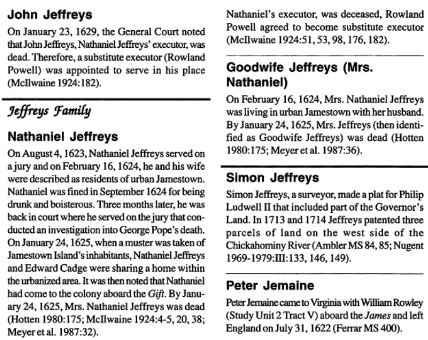 John Jeffreys
On January 23, 1629, the General Court noted
that John Jeffreys, Nathaniel Jeffreys' executor, was
dead. Therefore, a substitute executor (Rowland
Powell) was appointed to serve in his place
(McIlwaine 1924:182).
Jeffreys Family
Nathaniel Jeffreys
On August 4, 1623, Nathaniel Jeffreys served on
a jury and on February 16, 1624, he and his wife
were described as residents of urban Jamestown.
Nathaniel was fined in September 1624 for being
drunk and boisterous. Three months later, he was
back in court where he served on the jury that con-
ducted an investigation into George Pope's death.
On January 24, 1625, when a muster was taken of
Jamestown Island's inhabitants, Nathaniel Jeffreys
and Edward Cadge were sharing a home within
the urbanized area. It was then noted that Nathaniel
had come to the colony aboard the Gift. By Janu-
ary 24, 1625, Mrs. Nathaniel Jeffreys was dead
(Hotten 1980:175; McIlwaine 1924:4-5, 20, 38;
Meyer et al. 1987:32).
Nathaniel's executor, was deceased, Rowland
Powell agreed to become substitute executor
(McIlwaine 1924:51, 53, 98, 176, 182).
Goodwife Jeffreys (Mrs.
Nathaniel)
On February 16, 1624, Mrs. Nathaniel Jeffreys
was living in urban Jamestown with her husband.
By January 24, 1625, Mrs. Jeffreys (then identi-
fied as Goodwife Jeffreys) was dead (Hotten
1980:175; Meyer et al. 1987:36).
Simon Jeffreys
Simon Jeffreys, a surveyor, made a plat for Philip
Ludwell II that included part of the Governor's
Land. In 1713 and 1714 Jeffreys patented three
parcels of land on the west side of the
Chickahominy River (Ambler MS 84, 85; Nugent
1969-1979:III:133, 146, 149).
Peter Jemaine
Peter Jemaine came to Virginia with William Rowley
(Study Unit 2 Tract V) aboard the James and left
England on July 31, 1622 (Ferrar MS 400).